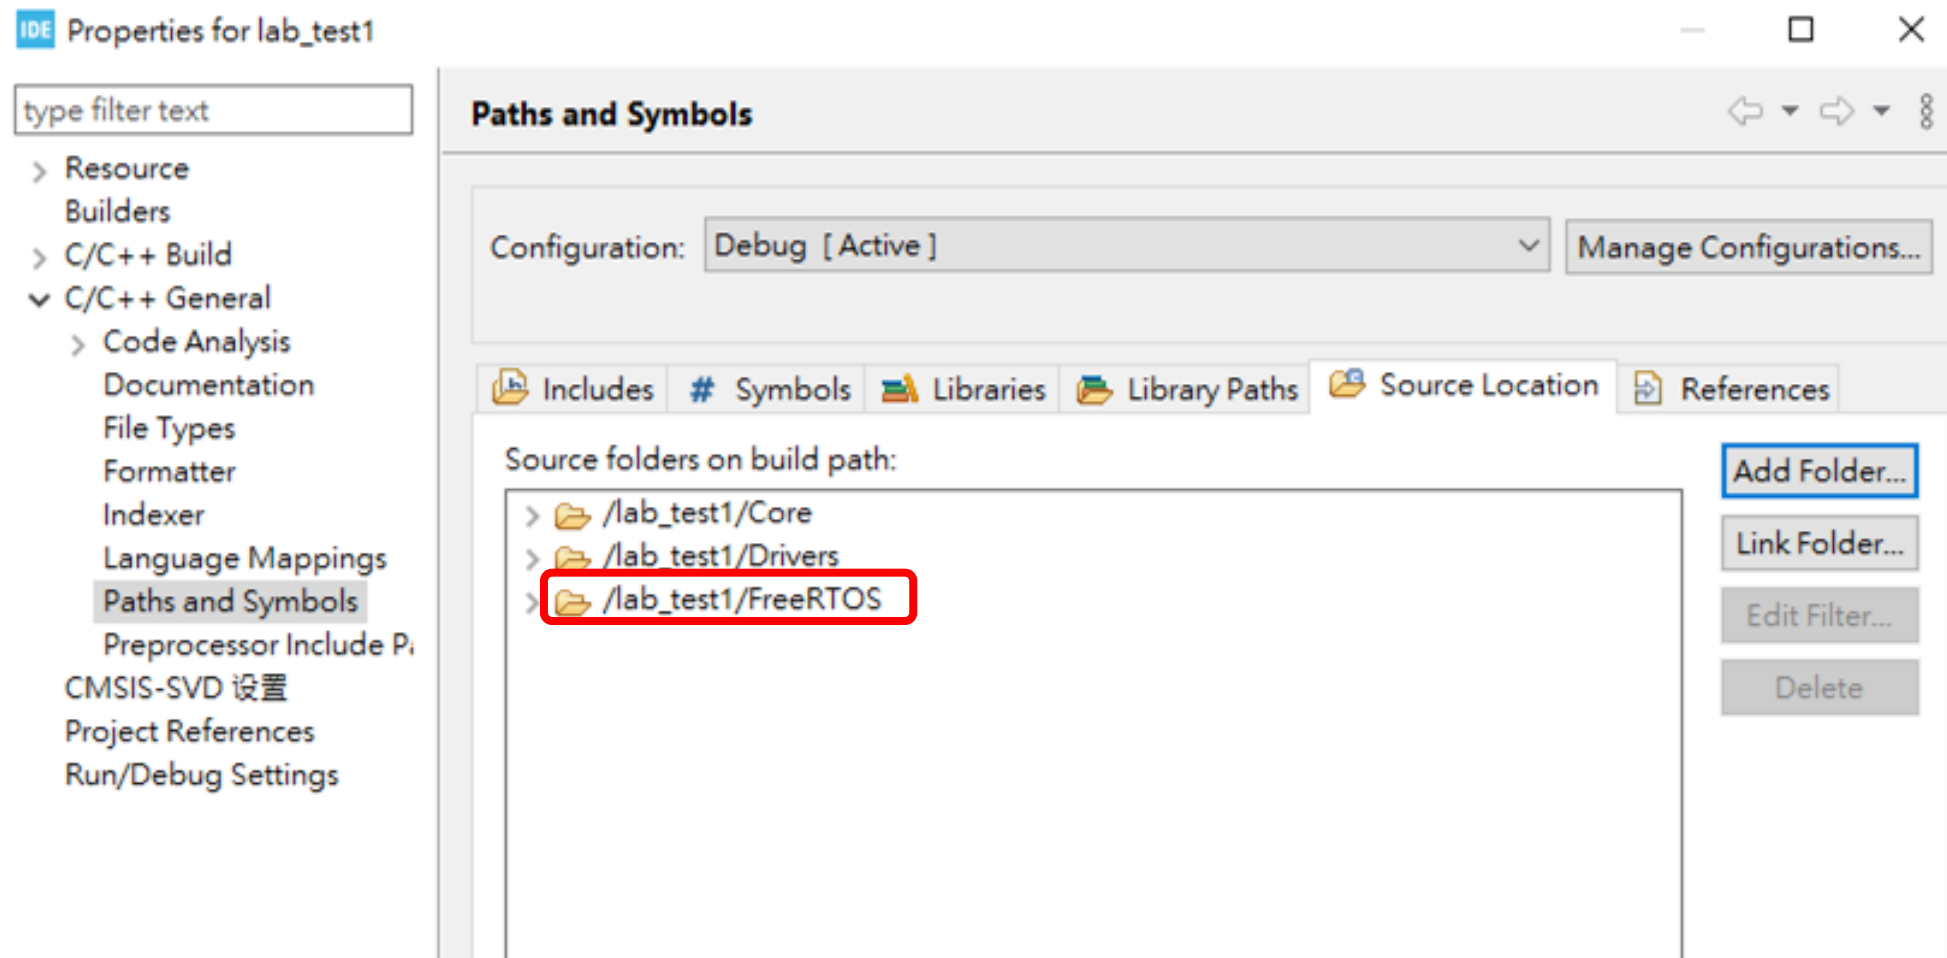 IDE Properties for lab_test1
type filter text
Resource
Builders
C/C++ Build
C/C++ General
Code Analysis
Documentation
File Types
Formatter
Indexer
Language Mappings
Paths and Symbols
Preprocessor Include Pa
CMSIS-SVD 设置
Project References
Run/Debug Settings
Paths and Symbols
Configuration: Debug [ Active ] Manage Configurations...
Includes # Symbols Libraries Library Paths Source Location References
Source folders on build path:
/lab_test1/Core
/lab_test1/Drivers
/lab_test1/FreeRTOS
Add Folder...
Link Folder...
Edit Filter...
Delete